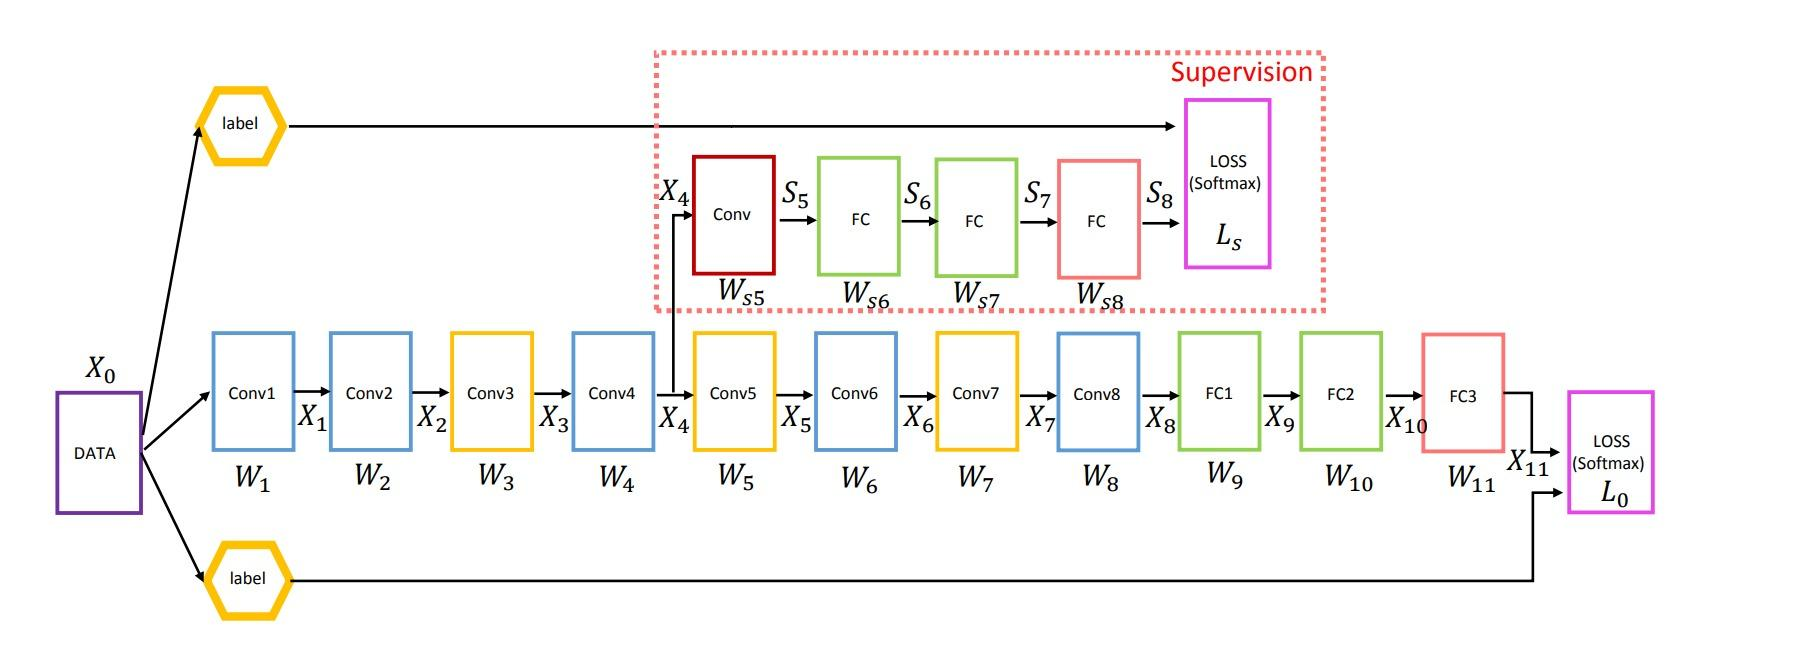 Supervision
label
LOSS
(Softmax)
L_s
X_4
Conv
S_5
FC
S_6
FC
S_7
FC
S_8
W_{s5}
W_{s6}
W_{s7}
W_{s8}
X_0
DATA
Conv1
X_1
Conv2
X_2
Conv3
X_3
Conv4
X_4
Conv5
X_5
Conv6
X_6
Conv7
X_7
Conv8
X_8
FC1
X_9
FC2
X_{10}
FC3
X_{11}
LOSS
(Softmax)
L_0
W_1
W_2
W_3
W_4
W_5
W_6
W_7
W_8
W_9
W_{10}
W_{11}
label